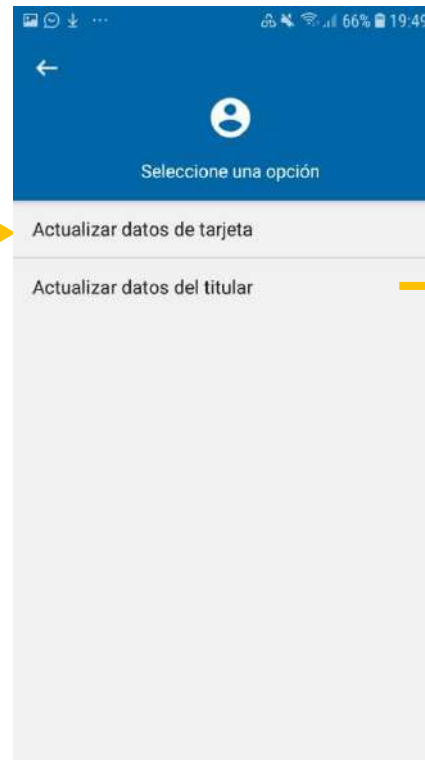 66% 19:49
Seleccione una opción
Actualizar datos de tarjeta
Actualizar datos del titular